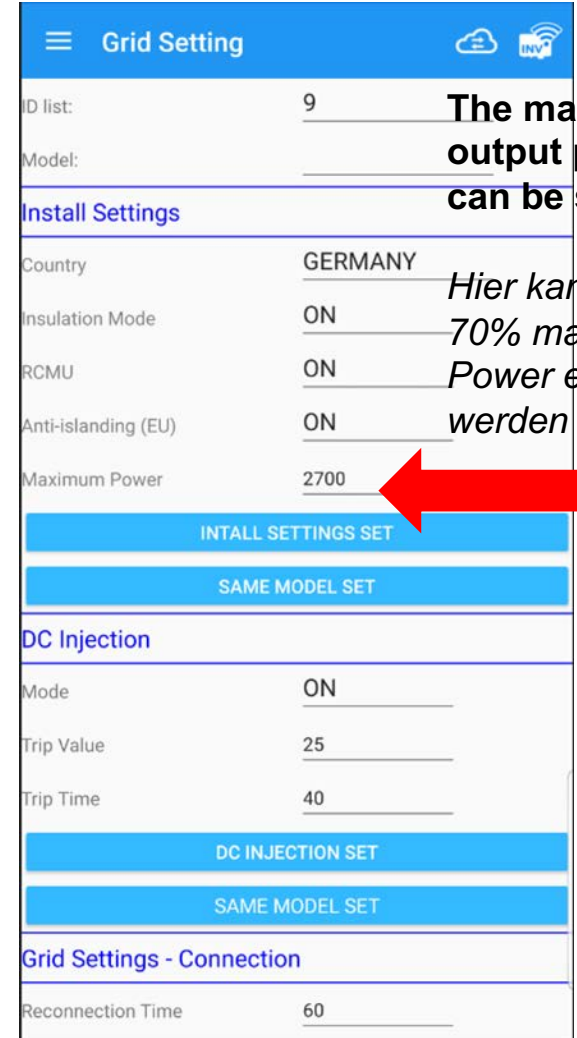 Grid Setting
INV
ID list: 9
Model:
Install Settings
Country GERMANY
Insulation Mode ON
RCMU ON
Anti-islanding (EU) ON
Maximum Power 2700
INTALL SETTINGS SET
SAME MODEL SET
DC Injection
Mode ON
Trip Value 25
Trip Time 40
DC INJECTION SET
SAME MODEL SET
Grid Settings - Connection
Reconnection Time 60
The ma
output
can be
Hier kan
70% ma
Power e
werden